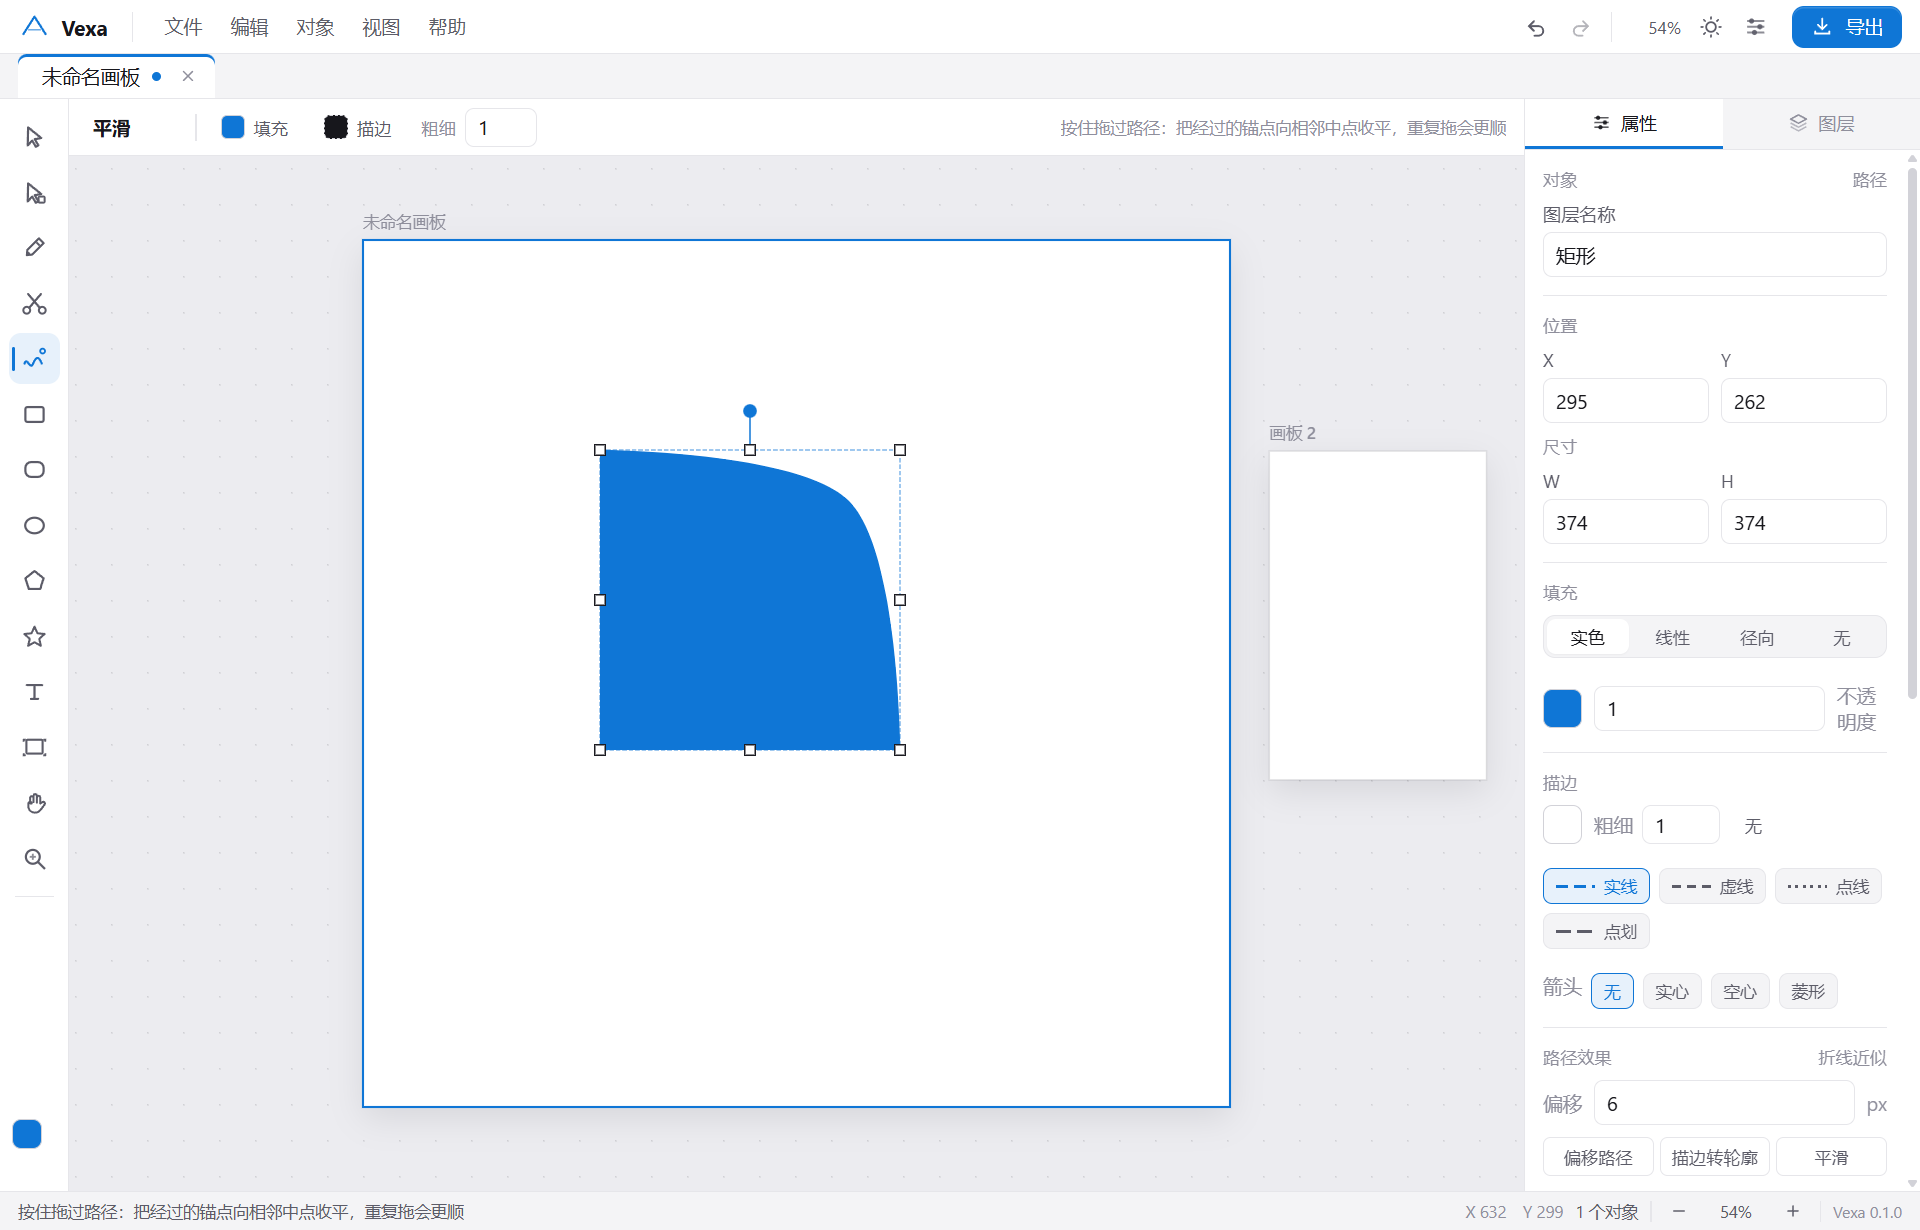 Vexa
文件 编辑 对象 视图 帮助
54%
导出
未命名画板
平滑
填充 描边 粗细 1
按住拖过路径：把经过的锚点向相邻中点收平，重复拖会更顺
属性 图层
对象 路径
图层名称
矩形
位置
X Y
295 262
尺寸
W H
374 374
填充
实色 线性 径向 无
1 不透明度
描边
粗细 1 无
实线 虚线 点线
点划
箭头 无 实心 空心 菱形
路径效果 折线近似
偏移 6 px
偏移路径 描边转轮廓 平滑
未命名画板
画板 2
按住拖过路径：把经过的锚点向相邻中点收平，重复拖会更顺
X 632 Y 299 1 个对象 54% Vexa 0.1.0